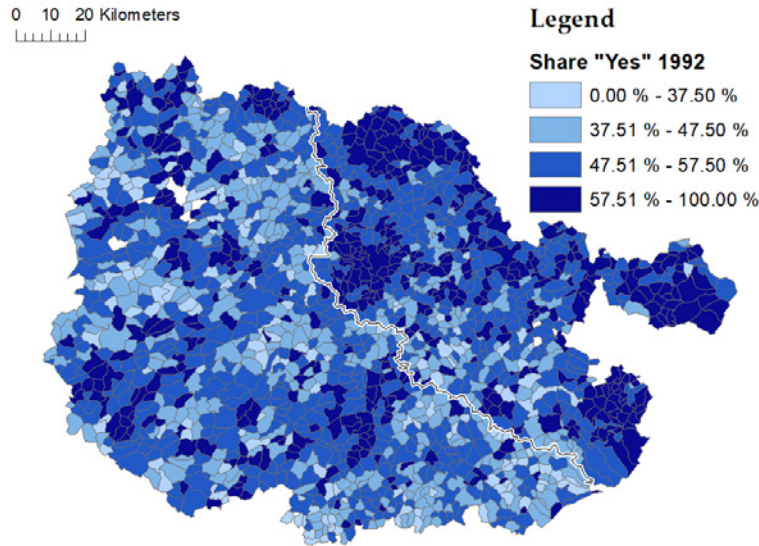 0 10 20 Kilometers
Legend
Share "Yes" 1992
0.00 % - 37.50 %
37.51 % - 47.50 %
47.51 % - 57.50 %
57.51 % - 100.00 %